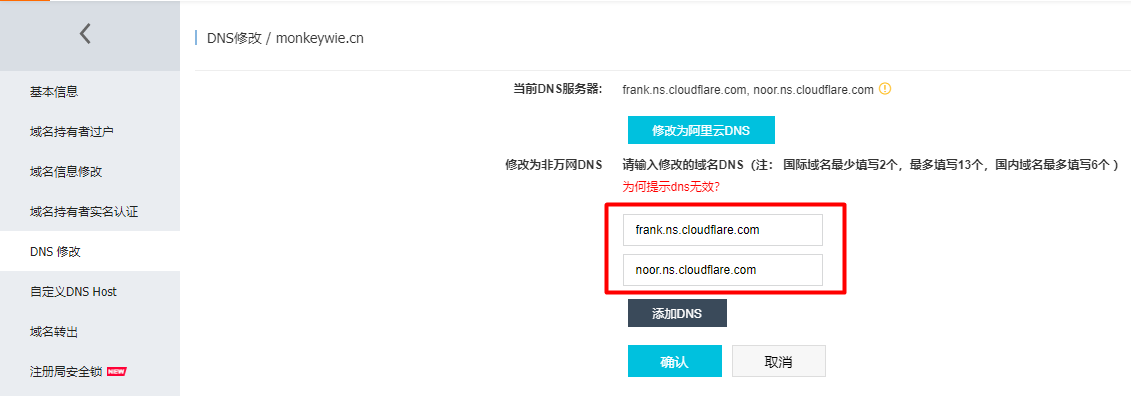 DNS修改 / monkeywie.cn
基本信息
域名持有者过户
域名信息修改
域名持有者实名认证
DNS 修改
自定义DNS Host
域名转出
注册局安全锁 NEW
当前DNS服务器: frank.ns.cloudflare.com, noor.ns.cloudflare.com
修改为阿里云DNS
修改为非万网DNS 请输入修改的域名DNS（注： 国际域名最少填写2个，最多填写13个，国内域名最多填写6个 ）
为何提示dns无效?
frank.ns.cloudflare.com
noor.ns.cloudflare.com
添加DNS
确认 取消